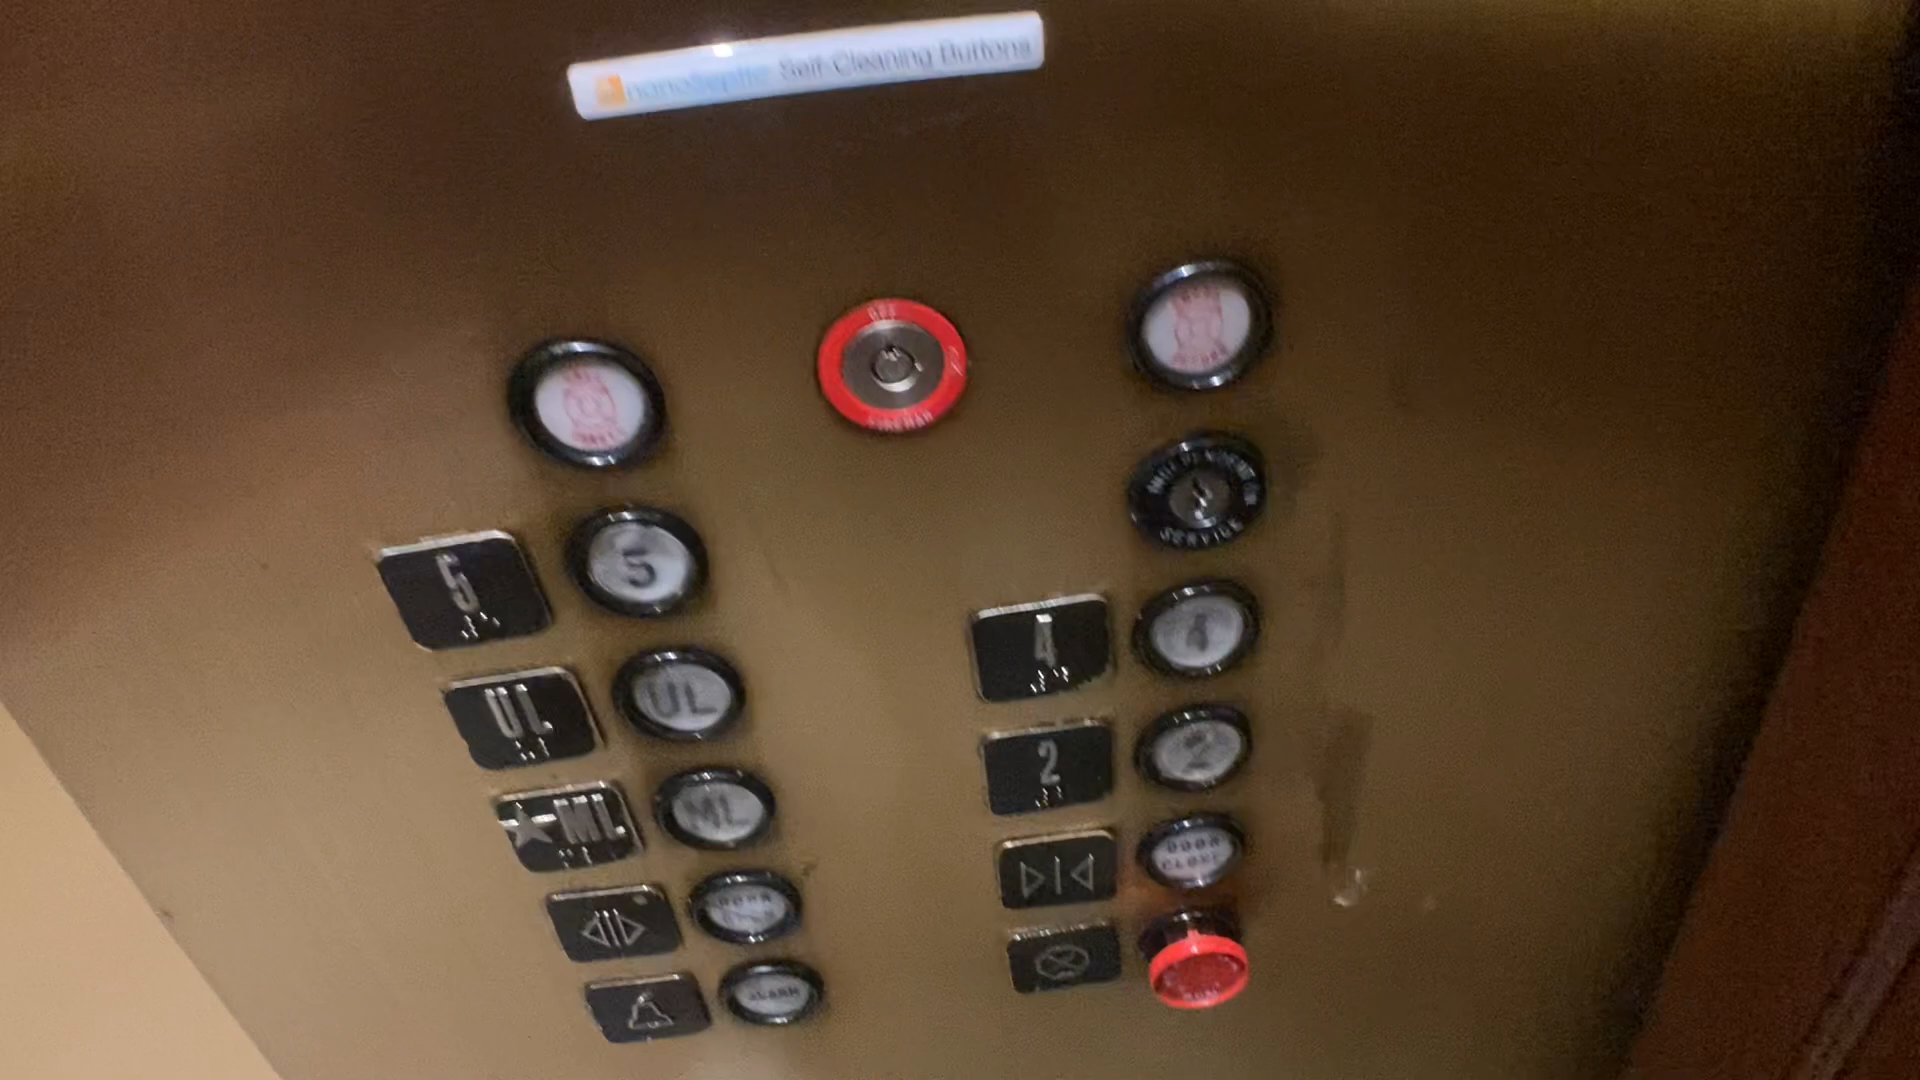 nanoSeptic Self-Cleaning Buttons
5 5
4 4
UL UL
2 2
★ML ML
DOOR
DOOR
CLOSE
ALARM
INDEPENDENT
SERVICE